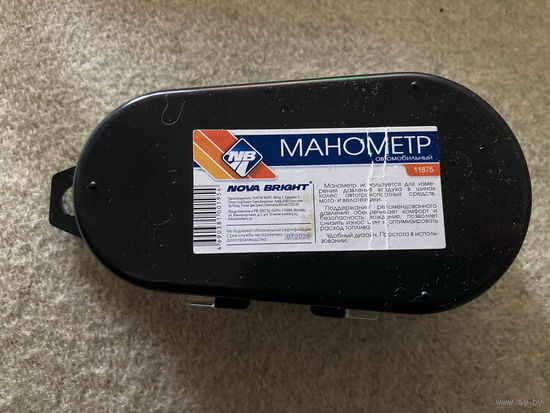 NB
МАНОМЕТР
автомобильный
11875
NOVA BRIGHT®
Манометр используется для изме-
рения давления воздуха в шинах
колес автотранспортных средств,
мото- и велотехники.
Поддержание рекомендованного
давления обеспечивает комфорт и
безопасность вождения, позволяет
снизить износ шин и оптимизировать
расход топлива.
Удобный дизайн. Простота в исполь-
зовании.
Не подлежит обязательной сертификации
Срок службы не ограничен
Дата производства: 07.2020
www.ay.by